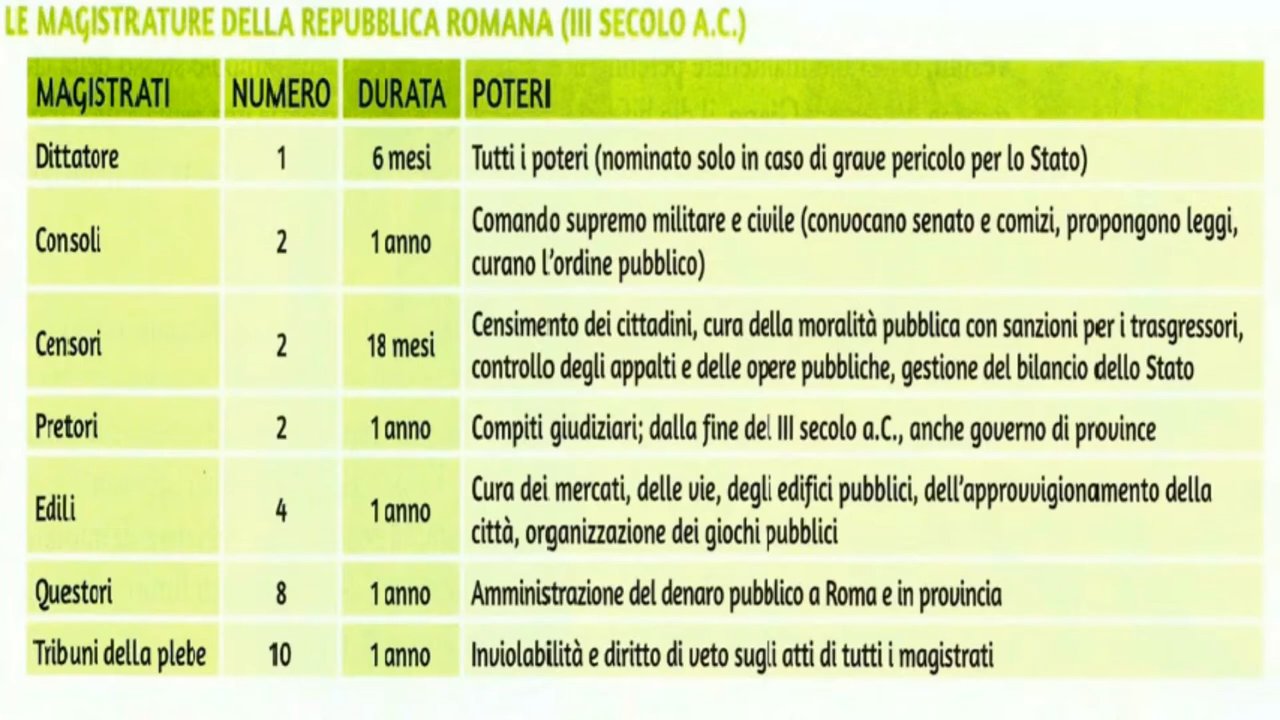 LE MAGISTRATURE DELLA REPUBBLICA ROMANA (III SECOLO A.C.)
MAGISTRATI NUMERO DURATA POTERI
Dittatore 1 6 mesi Tutti i poteri (nominato solo in caso di grave pericolo per lo Stato)
Consoli 2 1 anno Comando supremo militare e civile (convocano senato e comizi, propongono leggi,
curano l'ordine pubblico)
Censori 2 18 mesi Censimento dei cittadini, cura della moralità pubblica con sanzioni per i trasgressori,
controllo degli appalti e delle opere pubbliche, gestione del bilancio dello Stato
Pretori 2 1 anno Compiti giudiziari; dalla fine del III secolo a.C., anche governo di province
Edili 4 1 anno Cura dei mercati, delle vie, degli edifici pubblici, dell'approvvigionamento della
città, organizzazione dei giochi pubblici
Questori 8 1 anno Amministrazione del denaro pubblico a Roma e in provincia
Tribuni della plebe 10 1 anno Inviolabilità e diritto di veto sugli atti di tutti i magistrati